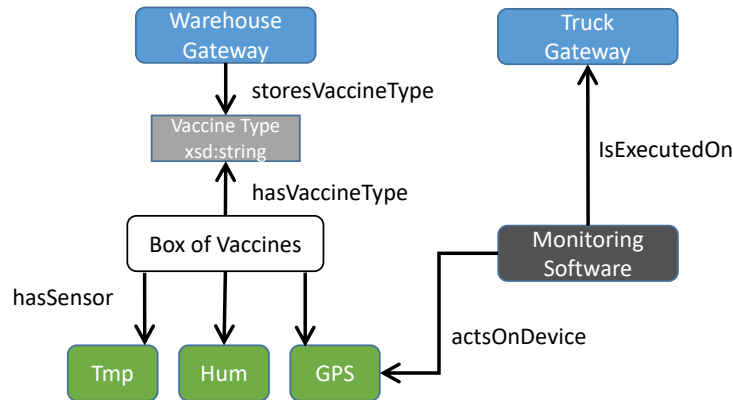 Warehouse
Gateway
Truck
Gateway
storesVaccineType
Vaccine Type
xsd:string
IsExecutedOn
hasVaccineType
Box of Vaccines
Monitoring
Software
hasSensor
actsOnDevice
Tmp
Hum
GPS